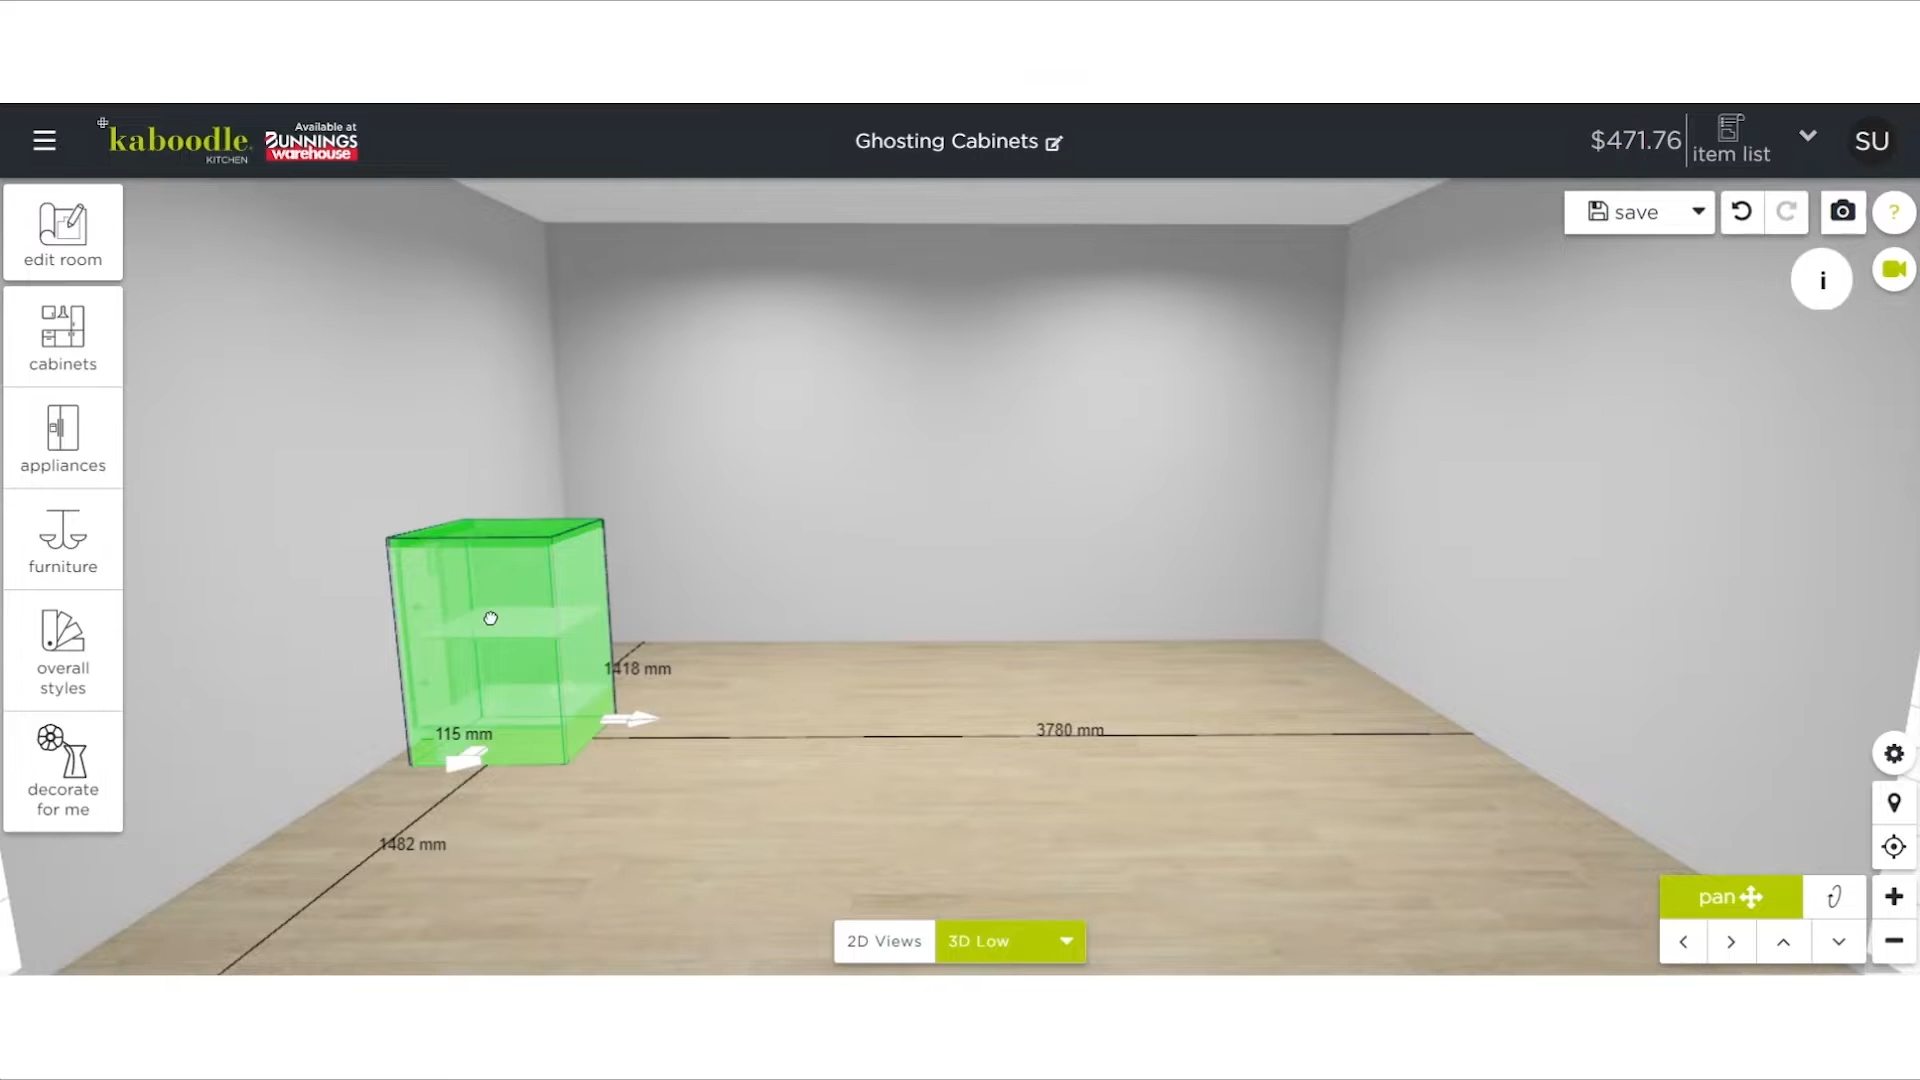 kaboodle
KITCHEN
Available at
BUNNINGS
warehouse
Ghosting Cabinets
$471.76
item list
SU
edit room
cabinets
appliances
furniture
overall
styles
decorate
for me
save
?
i
1418 mm
115 mm
3780 mm
1482 mm
2D Views
3D Low
pan